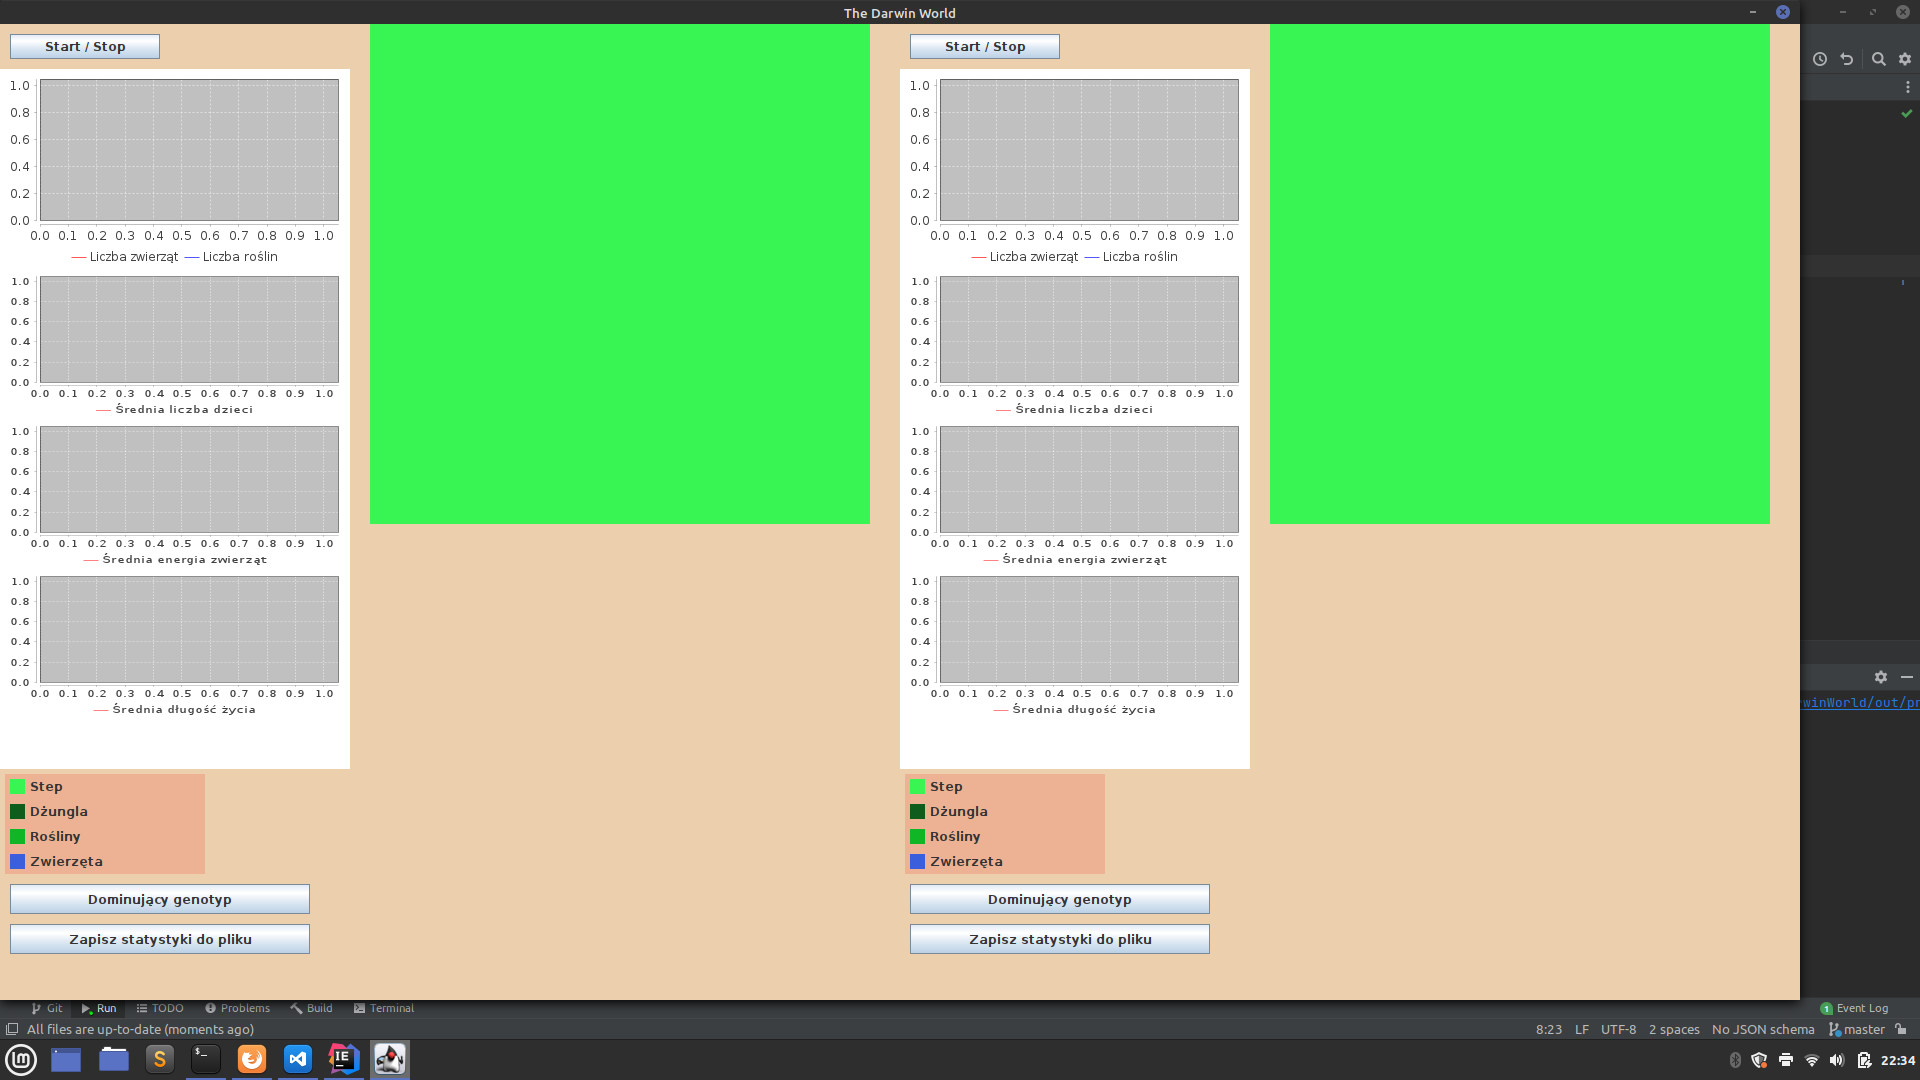 The Darwin World
Start / Stop
1.0
0.8
0.6
0.4
0.2
0.0
0.0 0.1 0.2 0.3 0.4 0.5 0.6 0.7 0.8 0.9 1.0
Liczba zwierząt Liczba roślin
1.0
0.8
0.6
0.4
0.2
0.0
0.0 0.1 0.2 0.3 0.4 0.5 0.6 0.7 0.8 0.9 1.0
Średnia liczba dzieci
1.0
0.8
0.6
0.4
0.2
0.0
0.0 0.1 0.2 0.3 0.4 0.5 0.6 0.7 0.8 0.9 1.0
Średnia energia zwierząt
1.0
0.8
0.6
0.4
0.2
0.0
0.0 0.1 0.2 0.3 0.4 0.5 0.6 0.7 0.8 0.9 1.0
Średnia długość życia
Step
Dżungla
Rośliny
Zwierzęta
Dominujący genotyp
Zapisz statystyki do pliku
Start / Stop
1.0
0.8
0.6
0.4
0.2
0.0
0.0 0.1 0.2 0.3 0.4 0.5 0.6 0.7 0.8 0.9 1.0
Liczba zwierząt Liczba roślin
1.0
0.8
0.6
0.4
0.2
0.0
0.0 0.1 0.2 0.3 0.4 0.5 0.6 0.7 0.8 0.9 1.0
Średnia liczba dzieci
1.0
0.8
0.6
0.4
0.2
0.0
0.0 0.1 0.2 0.3 0.4 0.5 0.6 0.7 0.8 0.9 1.0
Średnia energia zwierząt
1.0
0.8
0.6
0.4
0.2
0.0
0.0 0.1 0.2 0.3 0.4 0.5 0.6 0.7 0.8 0.9 1.0
Średnia długość życia
Step
Dżungla
Rośliny
Zwierzęta
Dominujący genotyp
Zapisz statystyki do pliku
winWorld/out/pr
Git Run TODO Problems Build Terminal 1 Event Log
All files are up-to-date (moments ago) 8:23 LF UTF-8 2 spaces No JSON schema master
S $_ IE 22:34